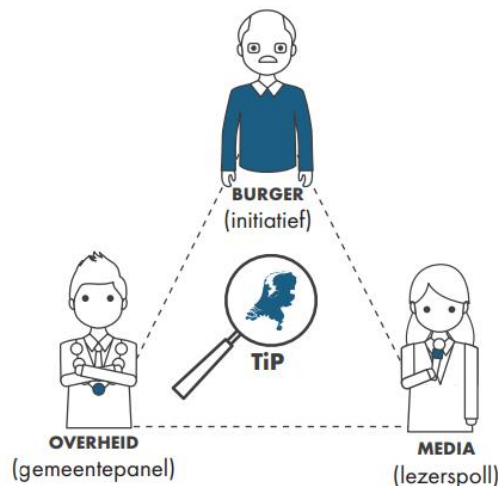 BURGER
(initiatief)
TiP
OVERHEID
(gemeentepanel)
MEDIA
(lezerspoll)